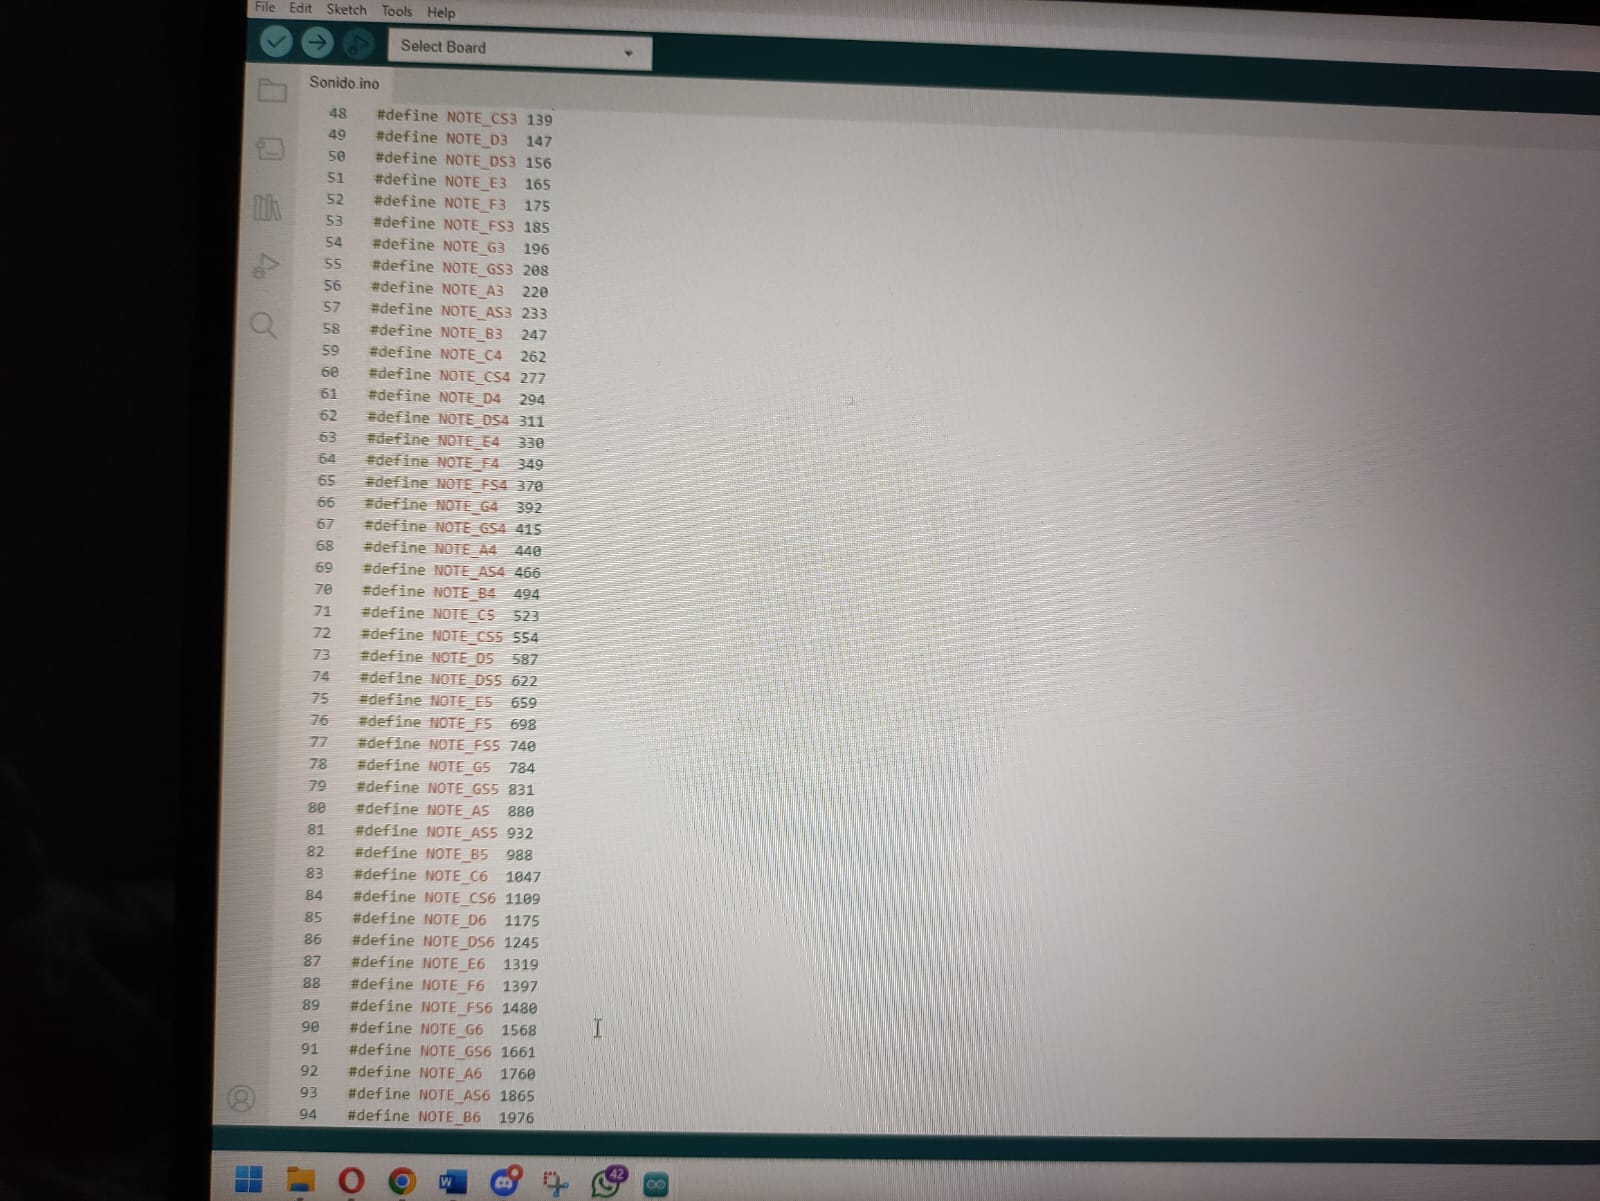 File Edit Sketch Tools Help
Select Board
Sonido.ino
48 #define NOTE_CS3 139
49 #define NOTE_D3 147
50 #define NOTE_DS3 156
51 #define NOTE_E3 165
52 #define NOTE_F3 175
53 #define NOTE_FS3 185
54 #define NOTE_G3 196
55 #define NOTE_GS3 208
56 #define NOTE_A3 220
57 #define NOTE_AS3 233
58 #define NOTE_B3 247
59 #define NOTE_C4 262
60 #define NOTE_CS4 277
61 #define NOTE_D4 294
62 #define NOTE_DS4 311
63 #define NOTE_E4 330
64 #define NOTE_F4 349
65 #define NOTE_FS4 370
66 #define NOTE_G4 392
67 #define NOTE_GS4 415
68 #define NOTE_A4 440
69 #define NOTE_AS4 466
70 #define NOTE_B4 494
71 #define NOTE_C5 523
72 #define NOTE_CS5 554
73 #define NOTE_D5 587
74 #define NOTE_DS5 622
75 #define NOTE_E5 659
76 #define NOTE_F5 698
77 #define NOTE_FS5 740
78 #define NOTE_G5 784
79 #define NOTE_GS5 831
80 #define NOTE_A5 880
81 #define NOTE_AS5 932
82 #define NOTE_B5 988
83 #define NOTE_C6 1047
84 #define NOTE_CS6 1109
85 #define NOTE_D6 1175
86 #define NOTE_DS6 1245
87 #define NOTE_E6 1319
88 #define NOTE_F6 1397
89 #define NOTE_FS6 1480
90 #define NOTE_G6 1568
91 #define NOTE_GS6 1661
92 #define NOTE_A6 1760
93 #define NOTE_AS6 1865
94 #define NOTE_B6 1976
W 42